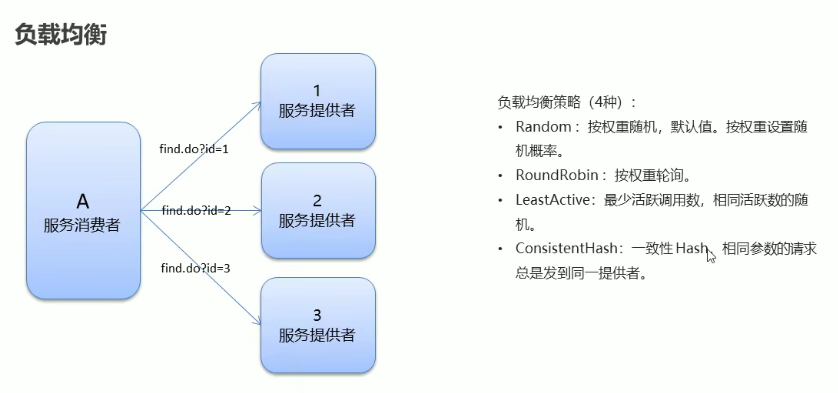 负载均衡
A
服务消费者
find.do?id=1
find.do?id=2
find.do?id=3
1
服务提供者
2
服务提供者
3
服务提供者
负载均衡策略（4种）：
• Random：按权重随机，默认值。按权重设置随
机概率。
• RoundRobin：按权重轮询。
• LeastActive：最少活跃调用数，相同活跃数的随
机。
• ConsistentHash：一致性 Hash，相同参数的请求
总是发到同一提供者。